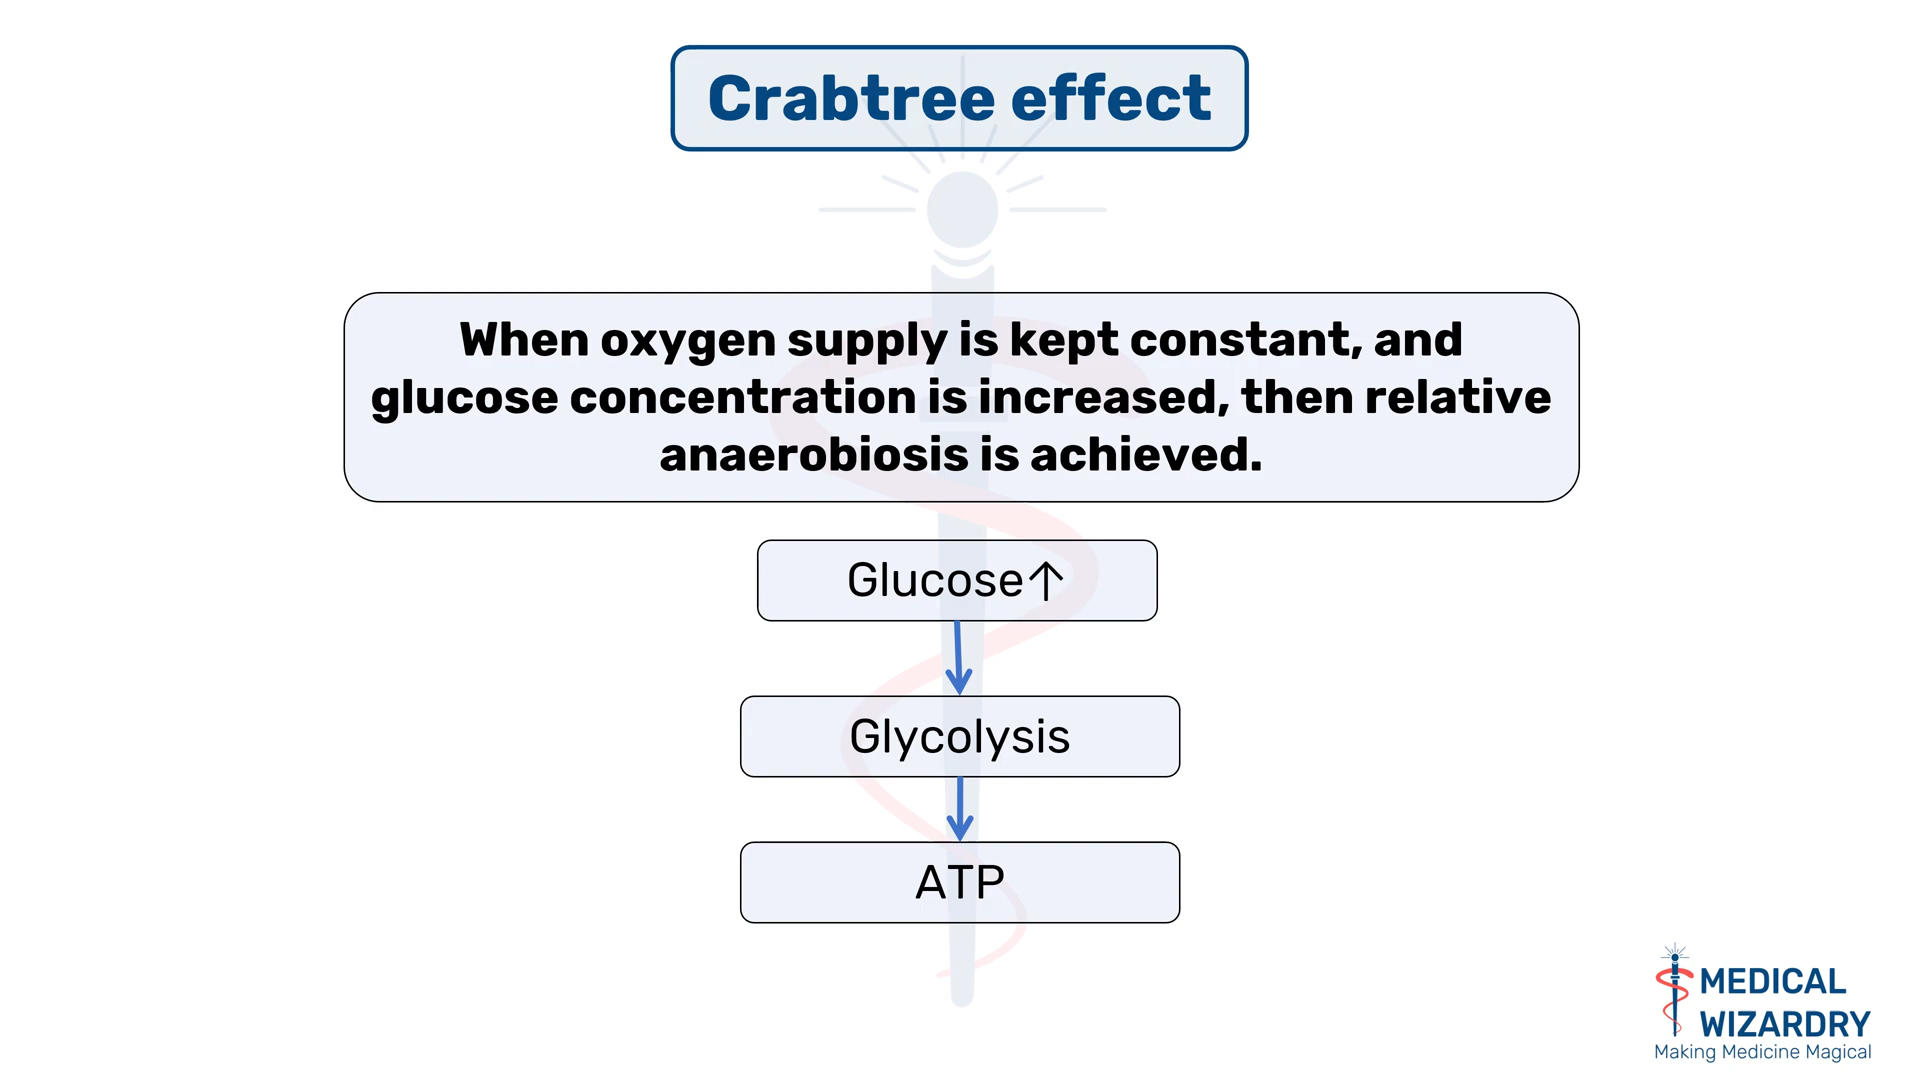 Crabtree effect
When oxygen supply is kept constant, and
glucose concentration is increased, then relative
anaerobiosis is achieved.
Glucose↑
Glycolysis
ATP
MEDICAL
WIZARDRY
Making Medicine Magical